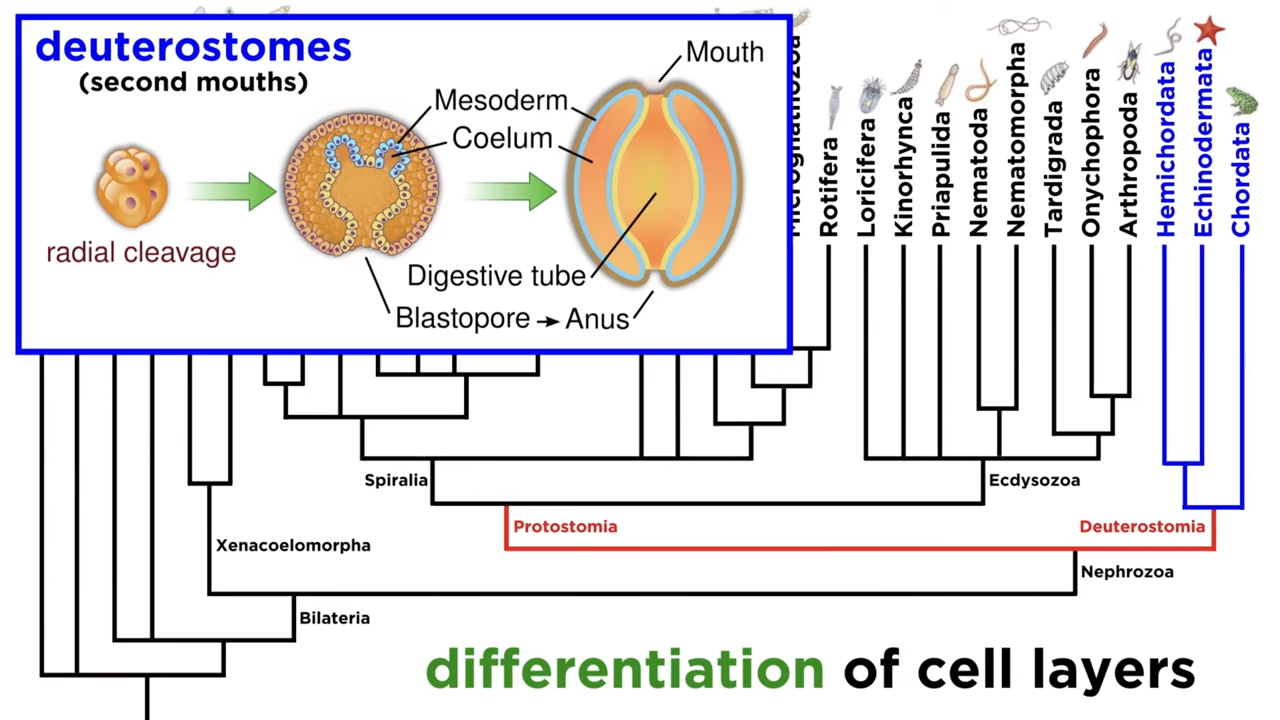 deuterostomes
(second mouths)
Mouth
Mesoderm
Coelum
radial cleavage
Digestive tube
Blastopore → Anus
Rotifera
Loricifera
Kinorhynca
Priapulida
Nematoda
Nematomorpha
Tardigrada
Onychophora
Arthropoda
Hemichordata
Echinodermata
Chordata
Spiralia
Ecdysozoa
Protostomia
Deuterostomia
Xenacoelomorpha
Nephrozoa
Bilateria
differentiation of cell layers